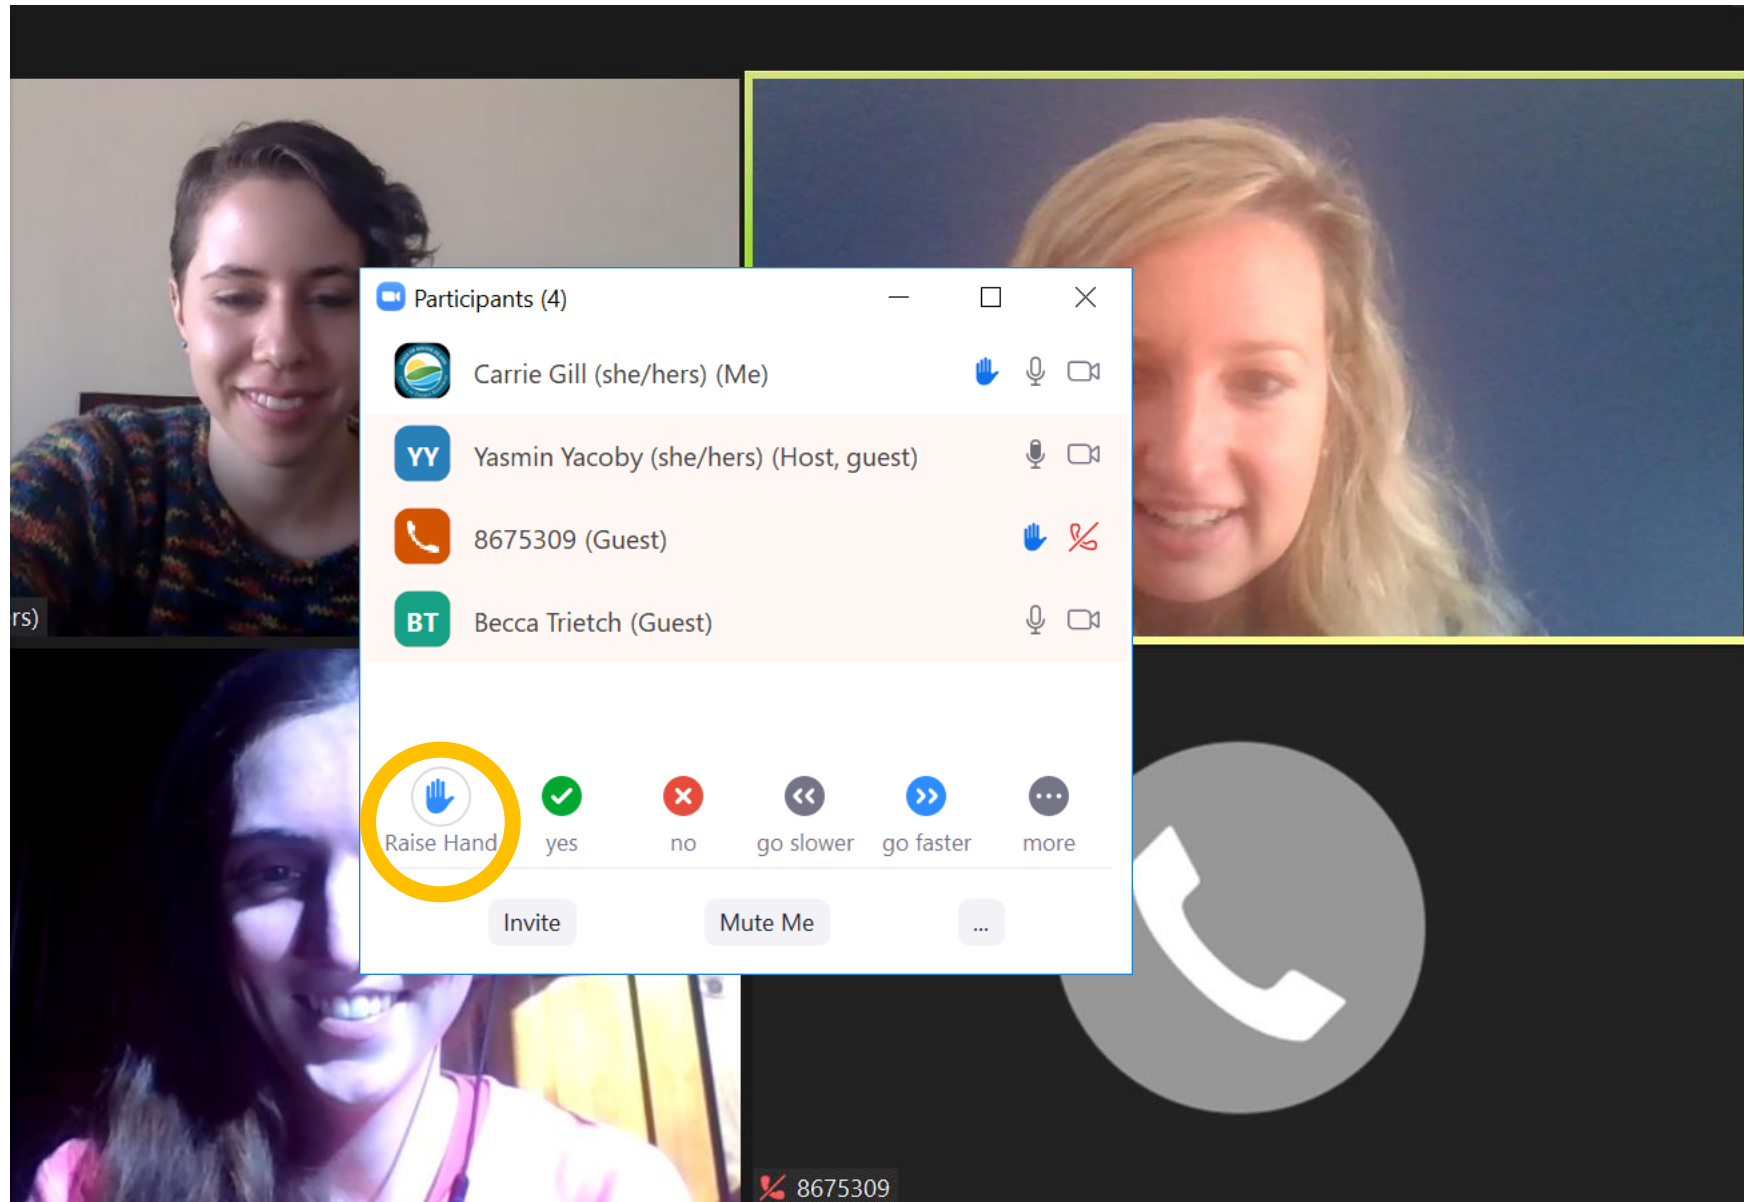 Participants (4)
Carrie Gill (she/hers) (Me)
YY Yasmin Yacoby (she/hers) (Host, guest)
8675309 (Guest)
BT Becca Trietch (Guest)
rs)
Raise Hand yes no go slower go faster more
Invite Mute Me ...
8675309